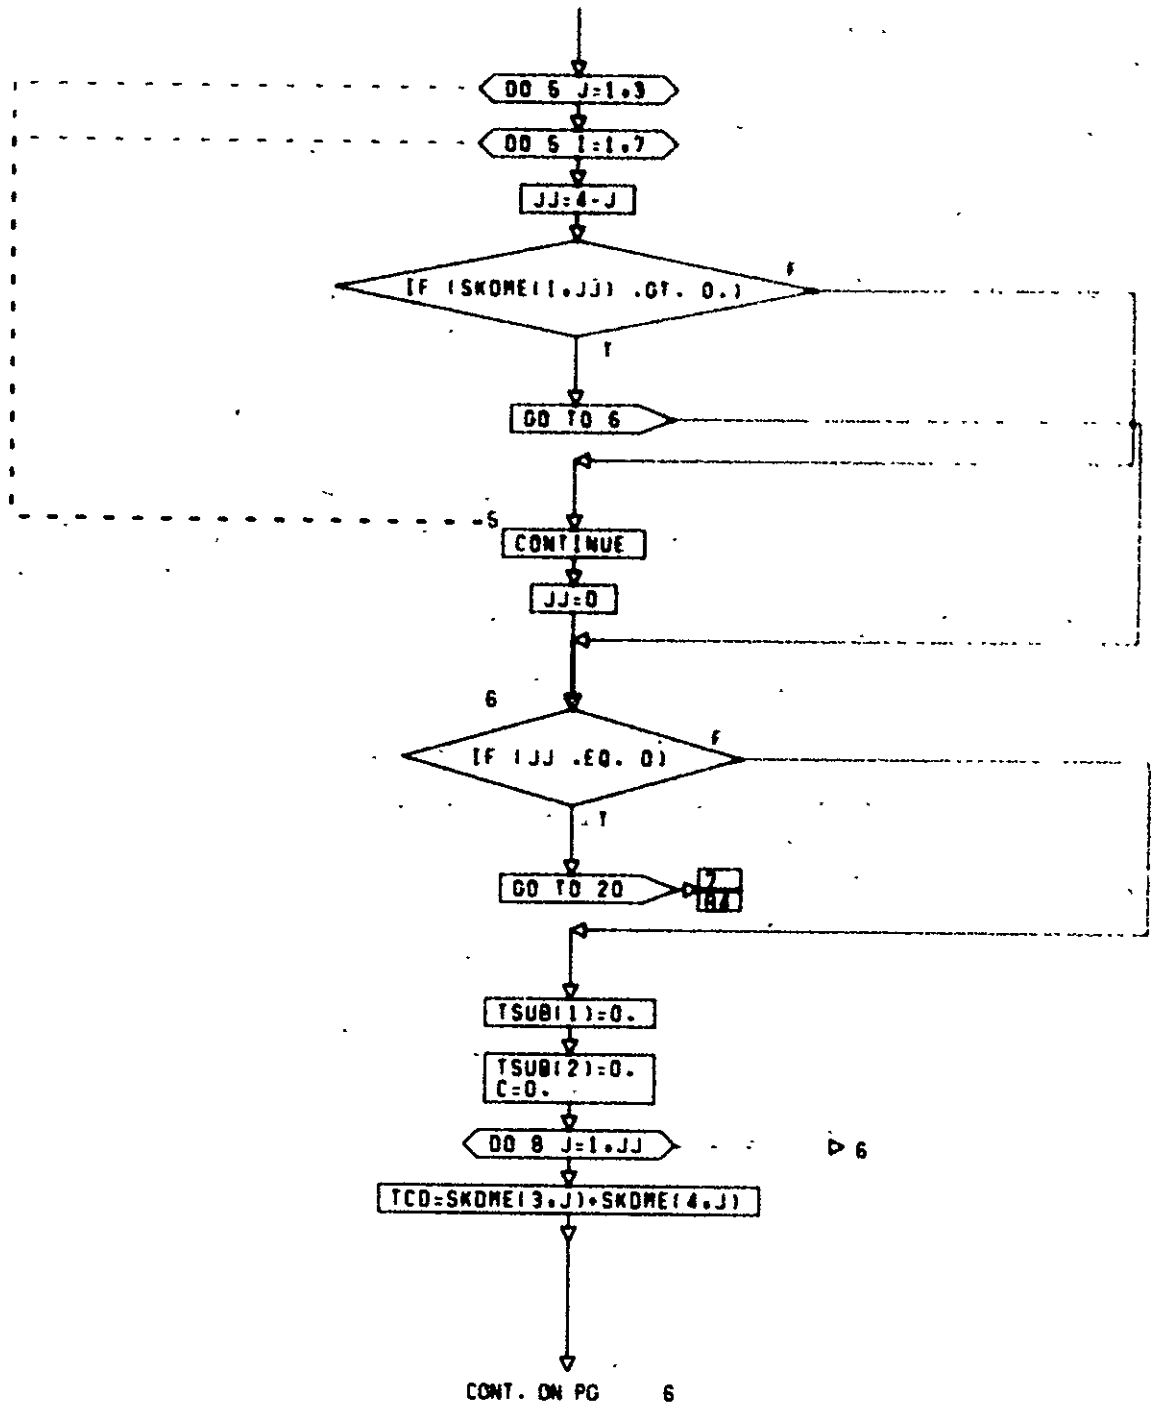 DO 5 J=1,3
DO 5 I=1,7
JJ=4-J
IF (SKDME(I,JJ) .GT. 0.)
F
T
GO TO 6
5
CONTINUE
JJ=0
6
IF (JJ .EQ. 0)
F
T
GO TO 20
7
TSUB(1)=0.
TSUB(2)=0.
C=0.
DO 8 J=1,JJ
6
TCD=SKDME(3,J)+SKDME(4,J)
CONT. ON PG 6